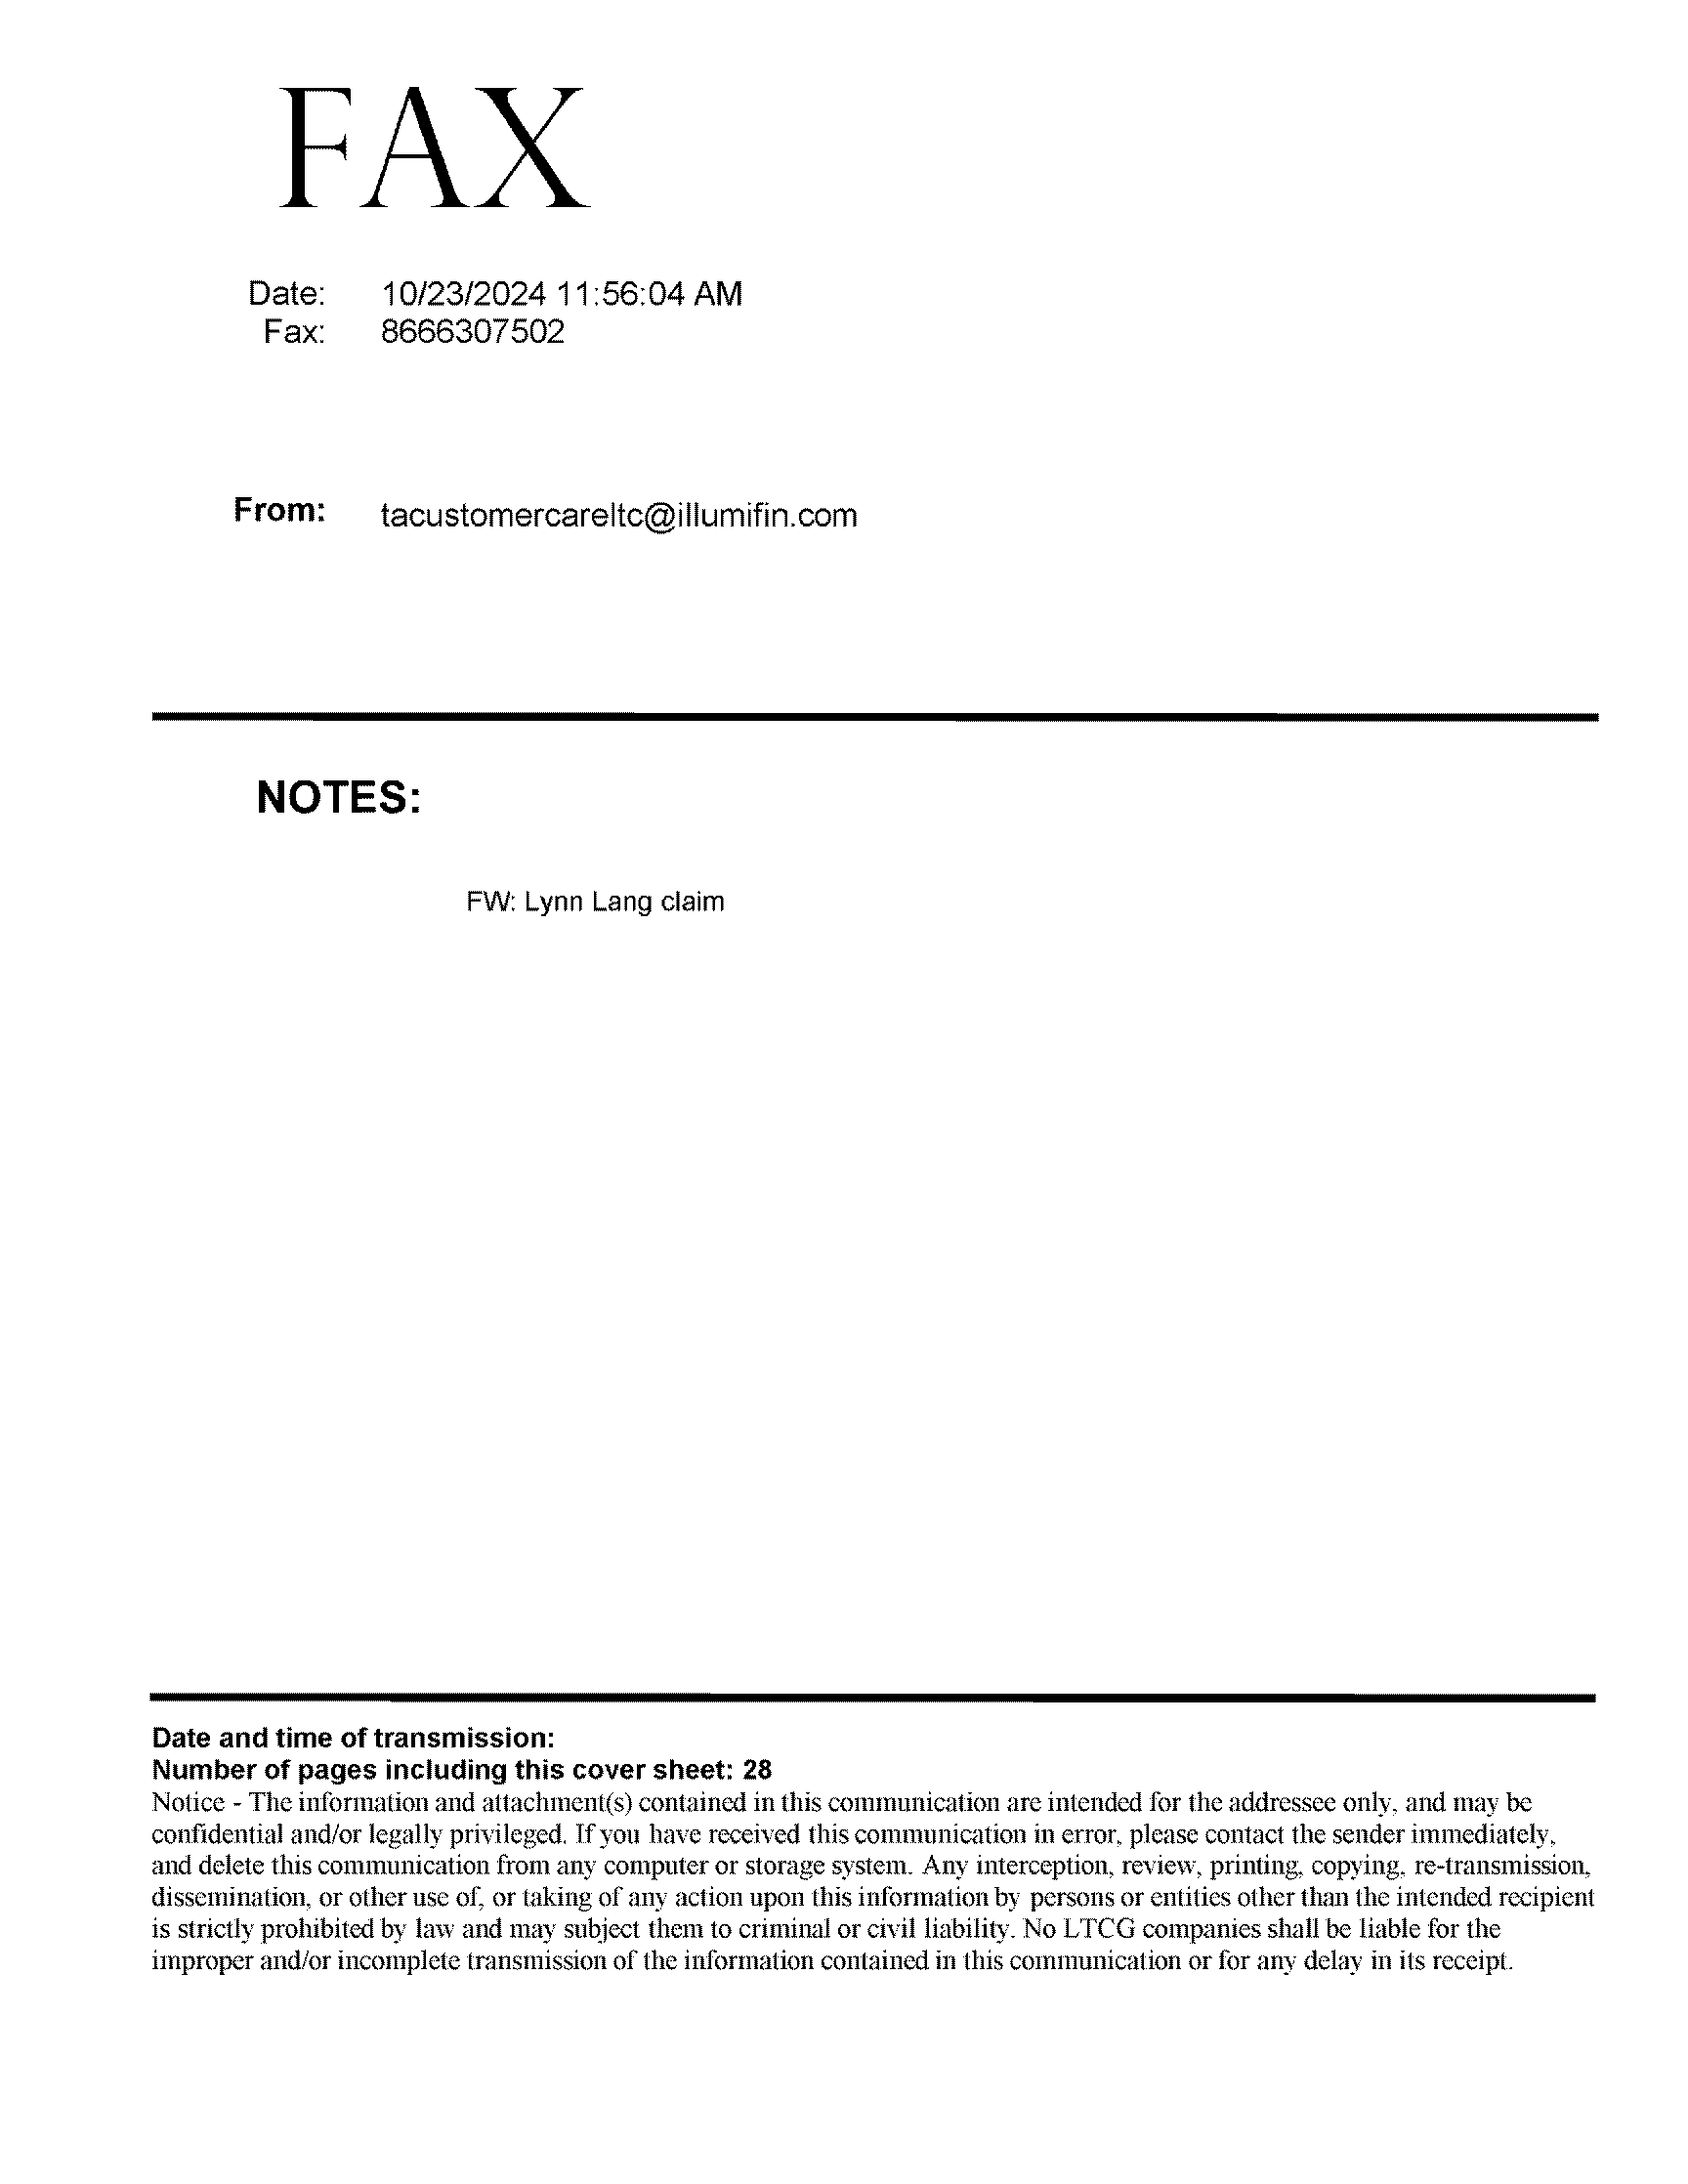 FAX
Date: 10/23/2024 11:56:04 AM
Fax: 8666307502
From: tacustomercareltc@illumifin.com
NOTES:
FW: Lynn Lang claim
Date and time of transmission:
Number of pages including this cover sheet: 28
Notice - The information and attachment(s) contained in this communication are intended for the addressee only, and may be
confidential and/or legally privileged. If you have received this communication in error, please contact the sender immediately,
and delete this communication from any computer or storage system. Any interception, review, printing, copying, re-transmission,
dissemination, or other use of, or taking of any action upon this information by persons or entities other than the intended recipient
is strictly prohibited by law and may subject them to criminal or civil liability. No LTCG companies shall be liable for the
improper and/or incomplete transmission of the information contained in this communication or for any delay in its receipt.